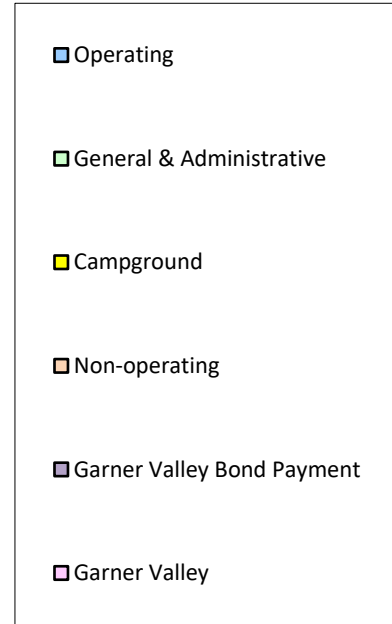 Operating
General & Administrative
Campground
Non-operating
Garner Valley Bond Payment
Garner Valley